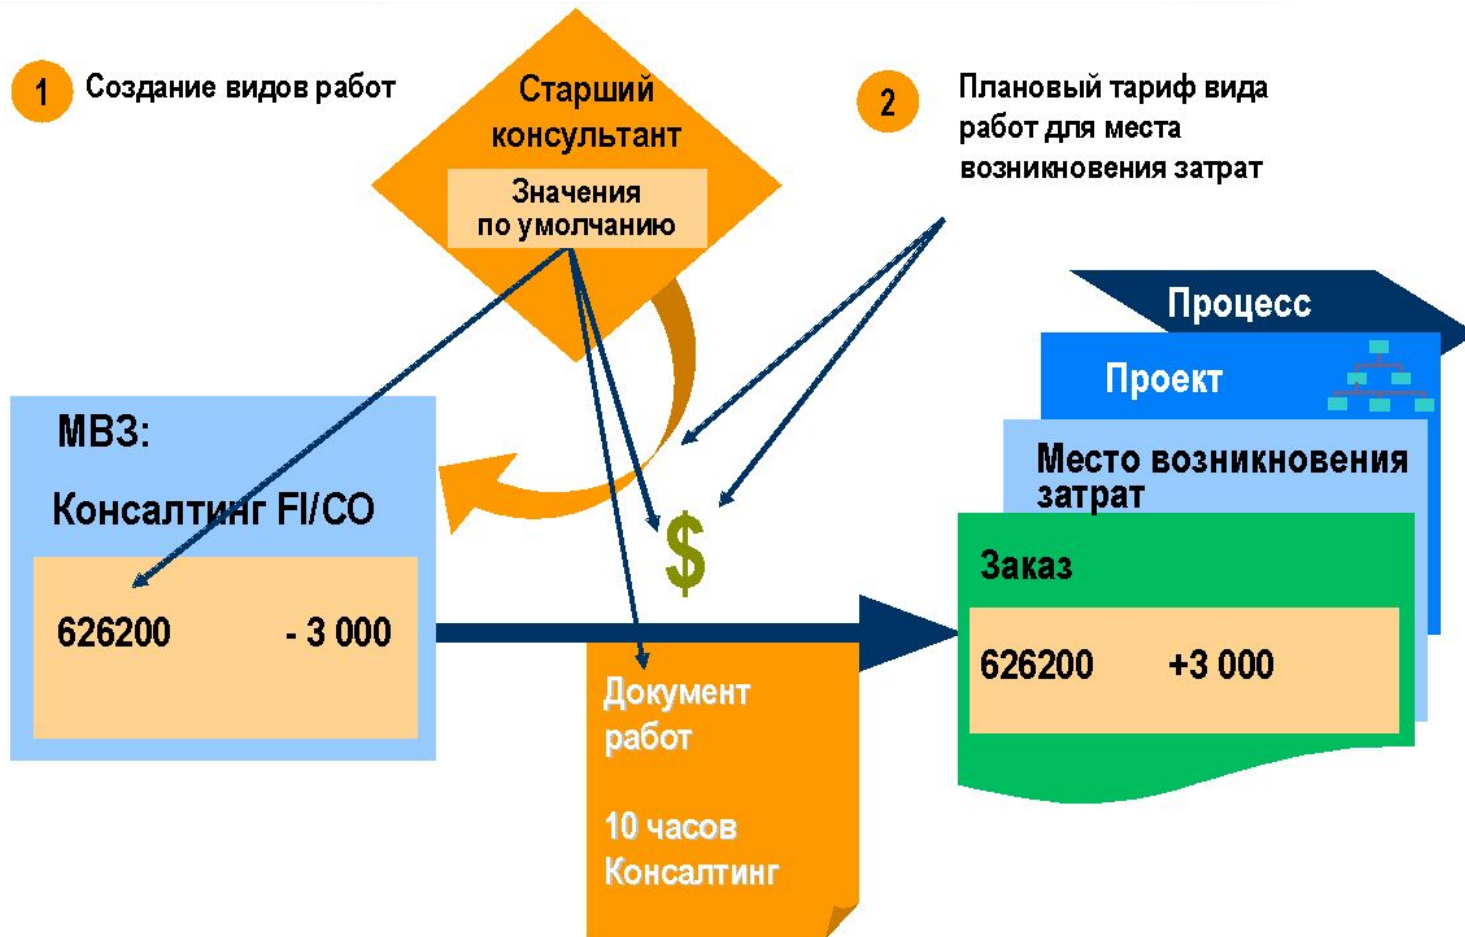 1
Создание видов работ
Старший
консультант
Значения
по умолчанию
2
Плановый тариф вида
работ для места
возникновения затрат
Процесс
Проект
Место возникновения
затрат
Заказ
626200 +3 000
МВЗ:
Консалтинг FI/CO
626200 - 3 000
$
Документ
работ
10 часов
Консалтинг